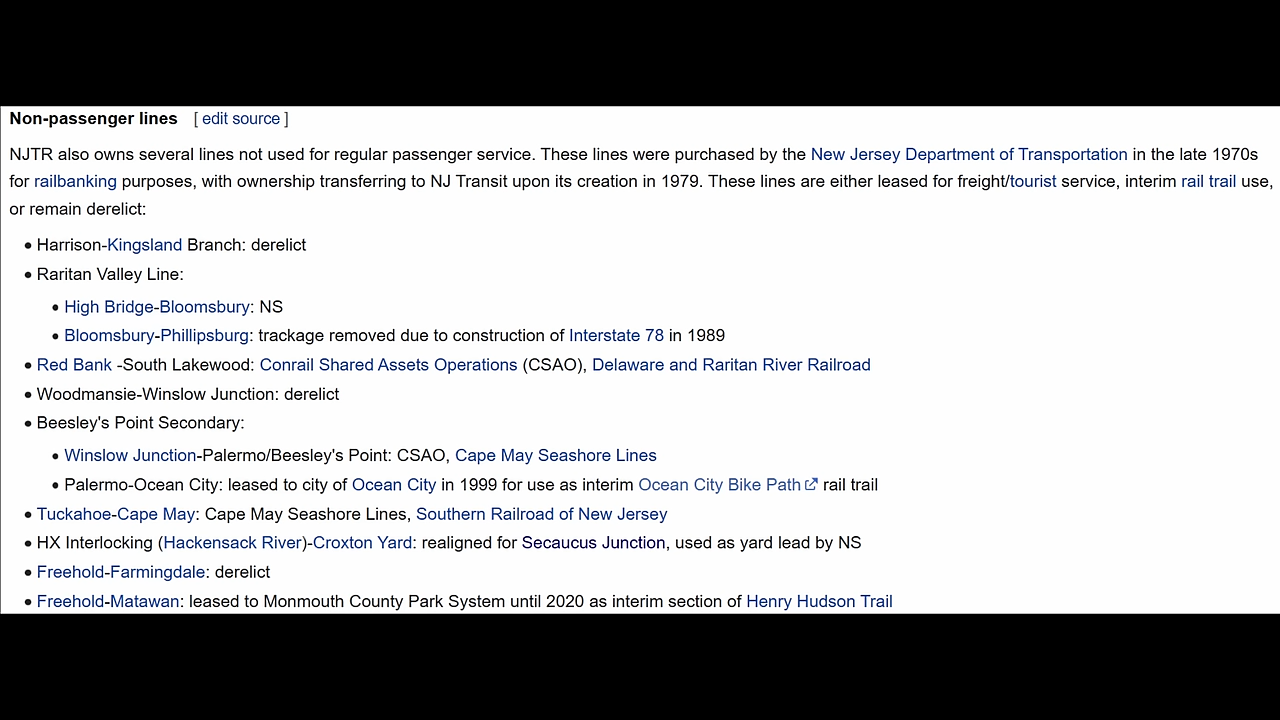 Non-passenger lines [ edit source ]
NJTR also owns several lines not used for regular passenger service. These lines were purchased by the New Jersey Department of Transportation in the late 1970s
for railbanking purposes, with ownership transferring to NJ Transit upon its creation in 1979. These lines are either leased for freight/tourist service, interim rail trail use,
or remain derelict:
• Harrison-Kingsland Branch: derelict
• Raritan Valley Line:
• High Bridge-Bloomsbury: NS
• Bloomsbury-Phillipsburg: trackage removed due to construction of Interstate 78 in 1989
• Red Bank -South Lakewood: Conrail Shared Assets Operations (CSAO), Delaware and Raritan River Railroad
• Woodmansie-Winslow Junction: derelict
• Beesley's Point Secondary:
• Winslow Junction-Palermo/Beesley's Point: CSAO, Cape May Seashore Lines
• Palermo-Ocean City: leased to city of Ocean City in 1999 for use as interim Ocean City Bike Path rail trail
• Tuckahoe-Cape May: Cape May Seashore Lines, Southern Railroad of New Jersey
• HX Interlocking (Hackensack River)-Croxton Yard: realigned for Secaucus Junction, used as yard lead by NS
• Freehold-Farmingdale: derelict
• Freehold-Matawan: leased to Monmouth County Park System until 2020 as interim section of Henry Hudson Trail